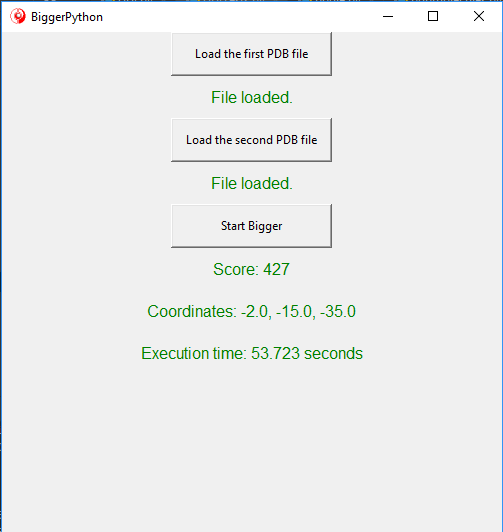 BiggerPython
Load the first PDB file
File loaded.
Load the second PDB file
File loaded.
Start Bigger
Score: 427
Coordinates: -2.0, -15.0, -35.0
Execution time: 53.723 seconds